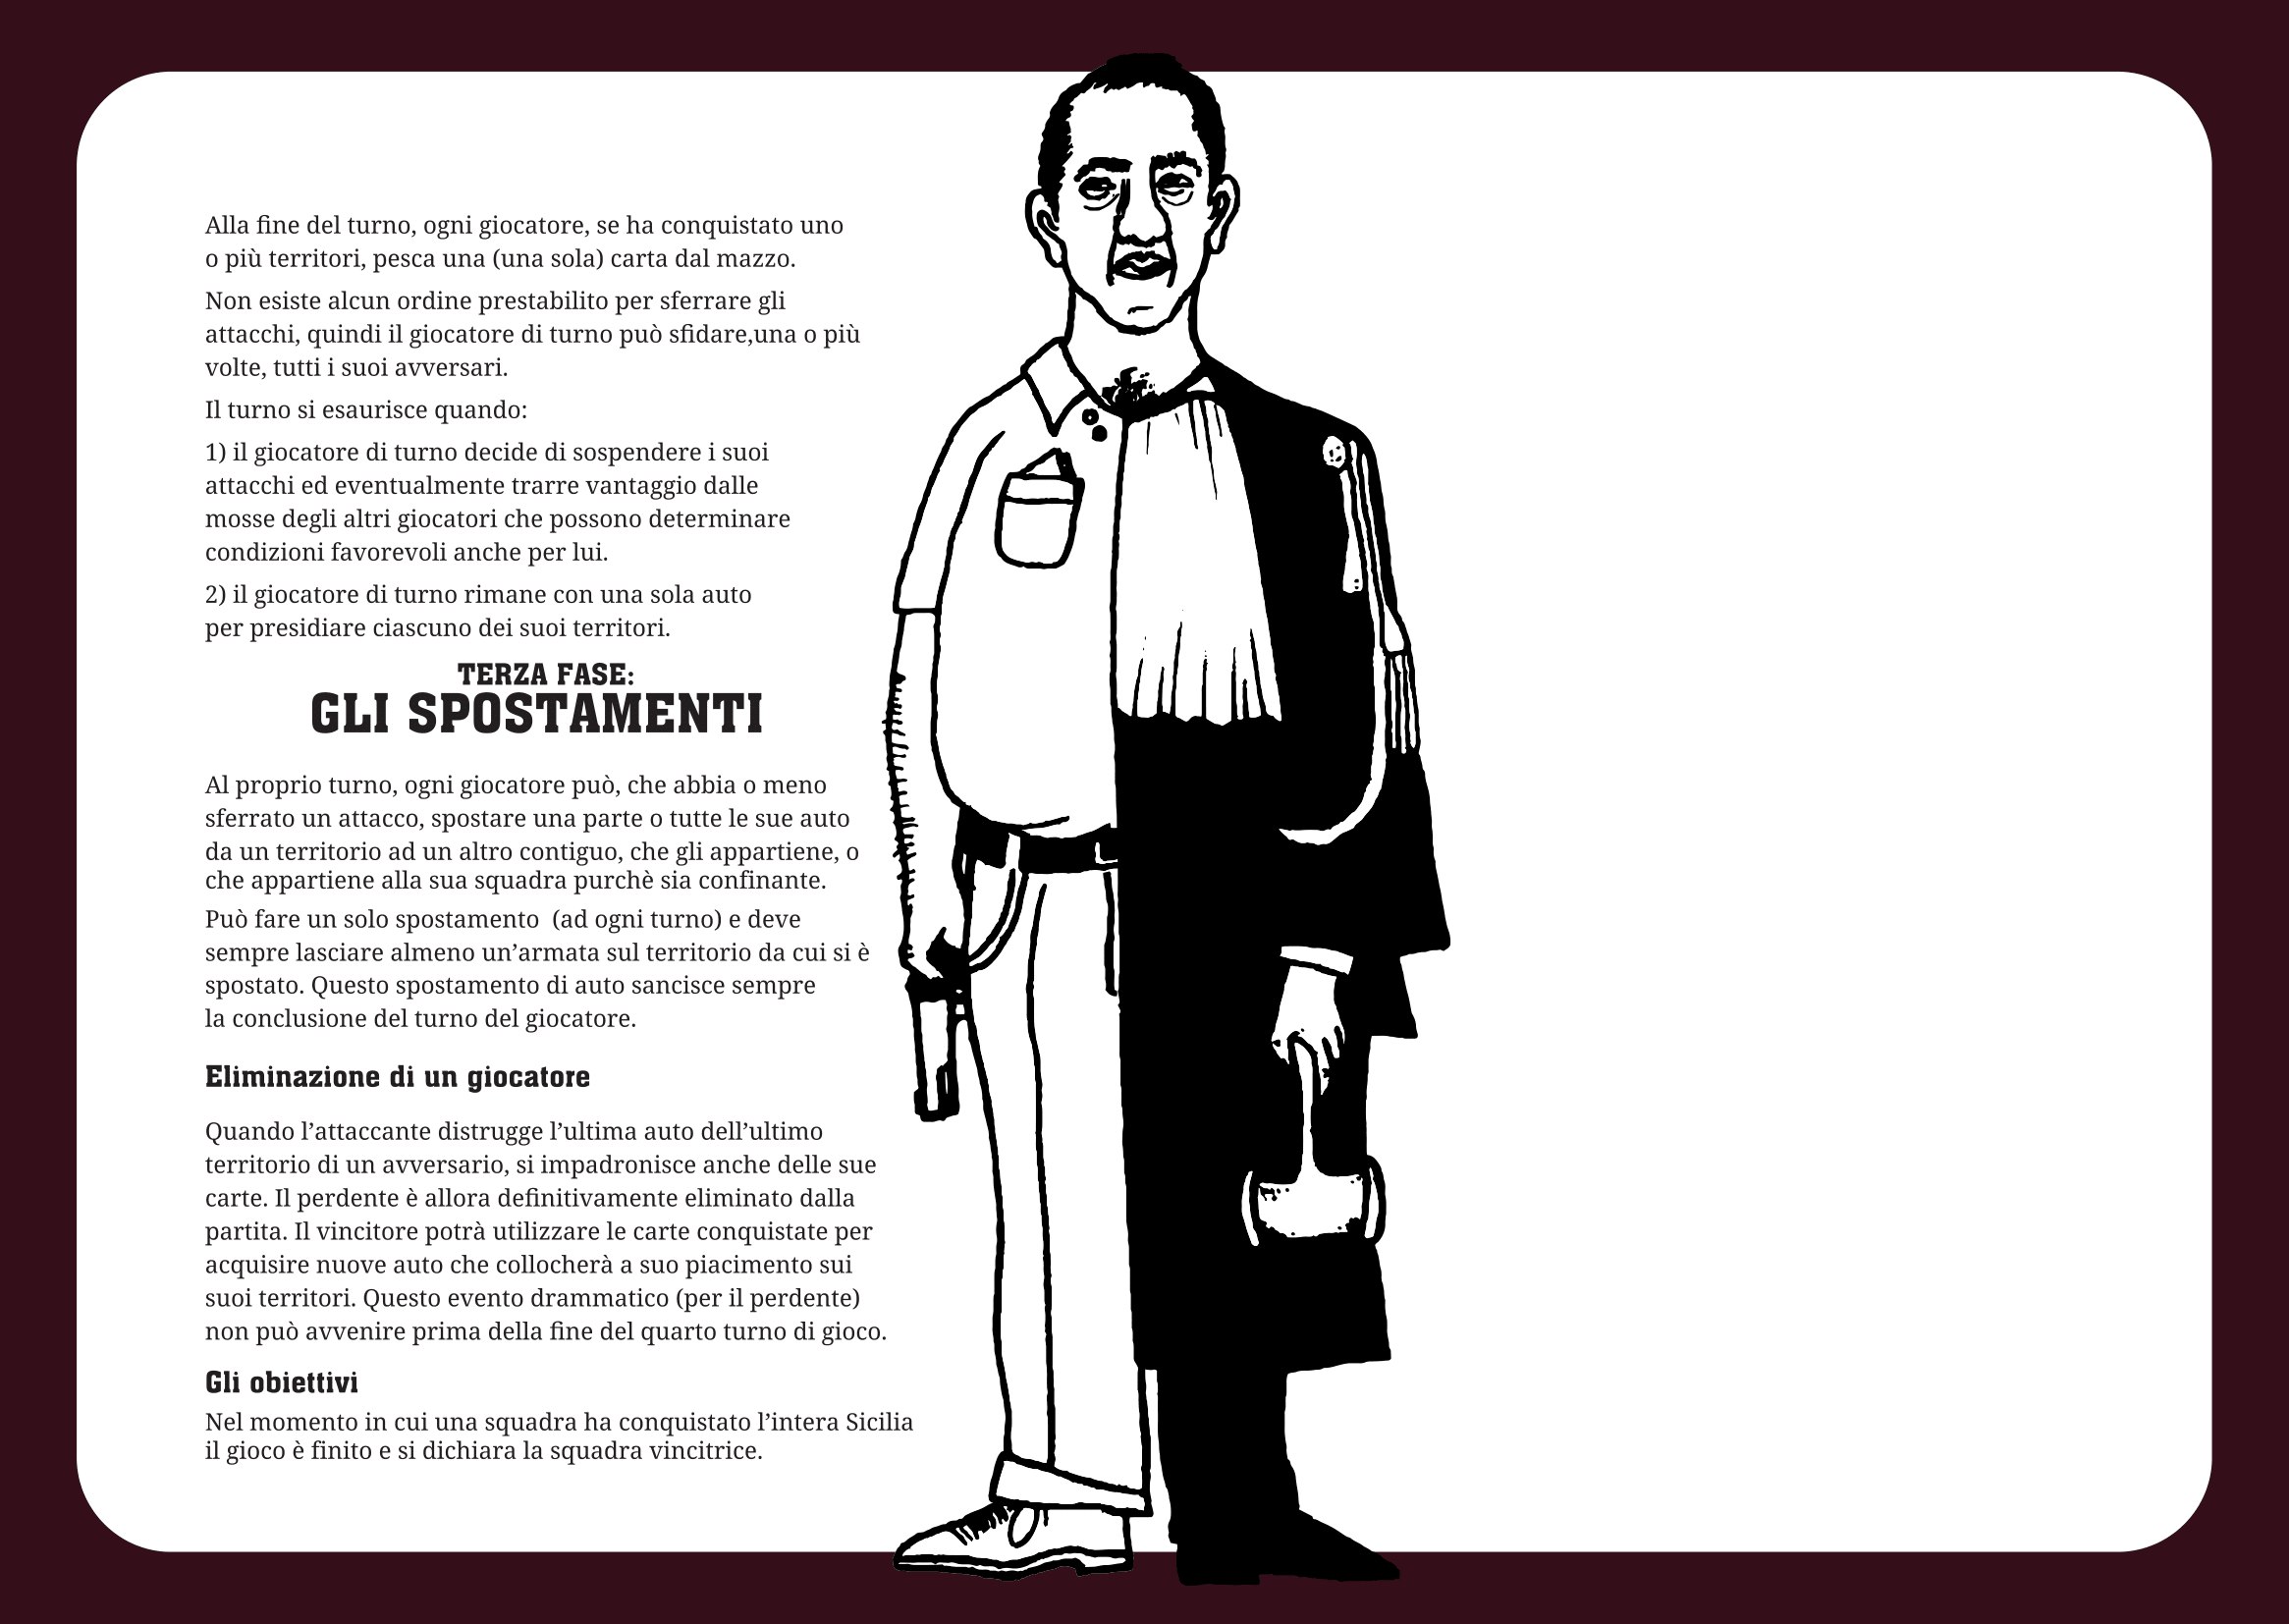 Alla fine del turno, ogni giocatore, se ha conquistato uno
o più territori, pesca una (una sola) carta dal mazzo.
Non esiste alcun ordine prestabilito per sferrare gli
attacchi, quindi il giocatore di turno può sfidare,una o più
volte, tutti i suoi avversari.
Il turno si esaurisce quando:
1) il giocatore di turno decide di sospendere i suoi
attacchi ed eventualmente trarre vantaggio dalle
mosse degli altri giocatori che possono determinare
condizioni favorevoli anche per lui.
2) il giocatore di turno rimane con una sola auto
per presidiare ciascuno dei suoi territori.
TERZA FASE:
GLI SPOSTAMENTI
Al proprio turno, ogni giocatore può, che abbia o meno
sferrato un attacco, spostare una parte o tutte le sue auto
da un territorio ad un altro contiguo, che gli appartiene, o
che appartiene alla sua squadra purchè sia confinante.
Può fare un solo spostamento  (ad ogni turno) e deve
sempre lasciare almeno un’armata sul territorio da cui si è
spostato. Questo spostamento di auto sancisce sempre
la conclusione del turno del giocatore.
Eliminazione di un giocatore
Quando l’attaccante distrugge l’ultima auto dell’ultimo
territorio di un avversario, si impadronisce anche delle sue
carte. Il perdente è allora definitivamente eliminato dalla
partita. Il vincitore potrà utilizzare le carte conquistate per
acquisire nuove auto che collocherà a suo piacimento sui
suoi territori. Questo evento drammatico (per il perdente)
non può avvenire prima della fine del quarto turno di gioco.
Gli obiettivi
Nel momento in cui una squadra ha conquistato l’intera Sicilia
il gioco è finito e si dichiara la squadra vincitrice.